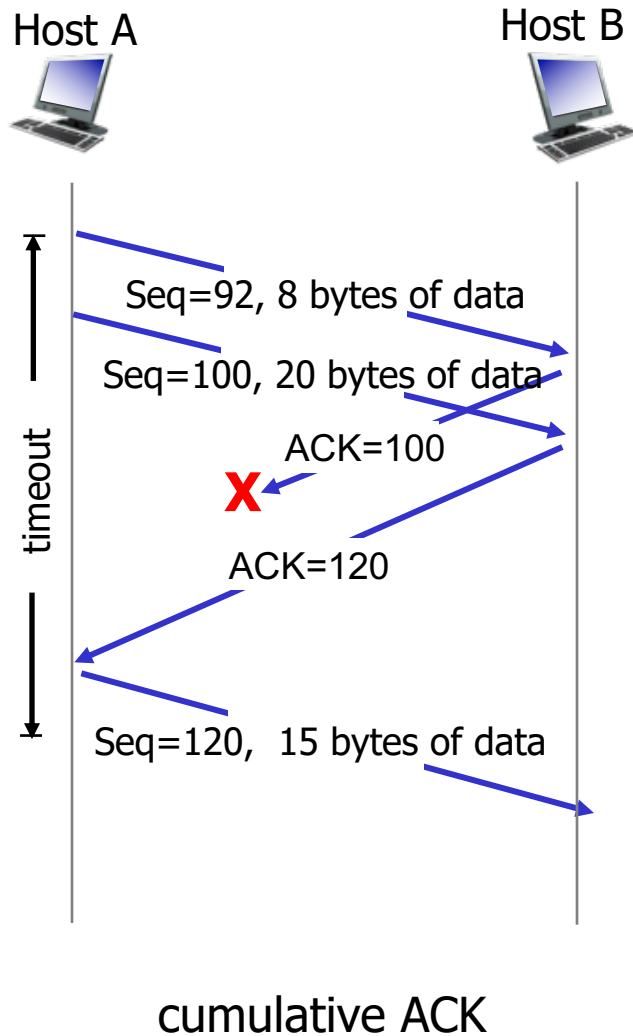 Host A
Host B
Seq=92, 8 bytes of data
Seq=100, 20 bytes of data
timeout
ACK=100
X
ACK=120
Seq=120, 15 bytes of data
cumulative ACK